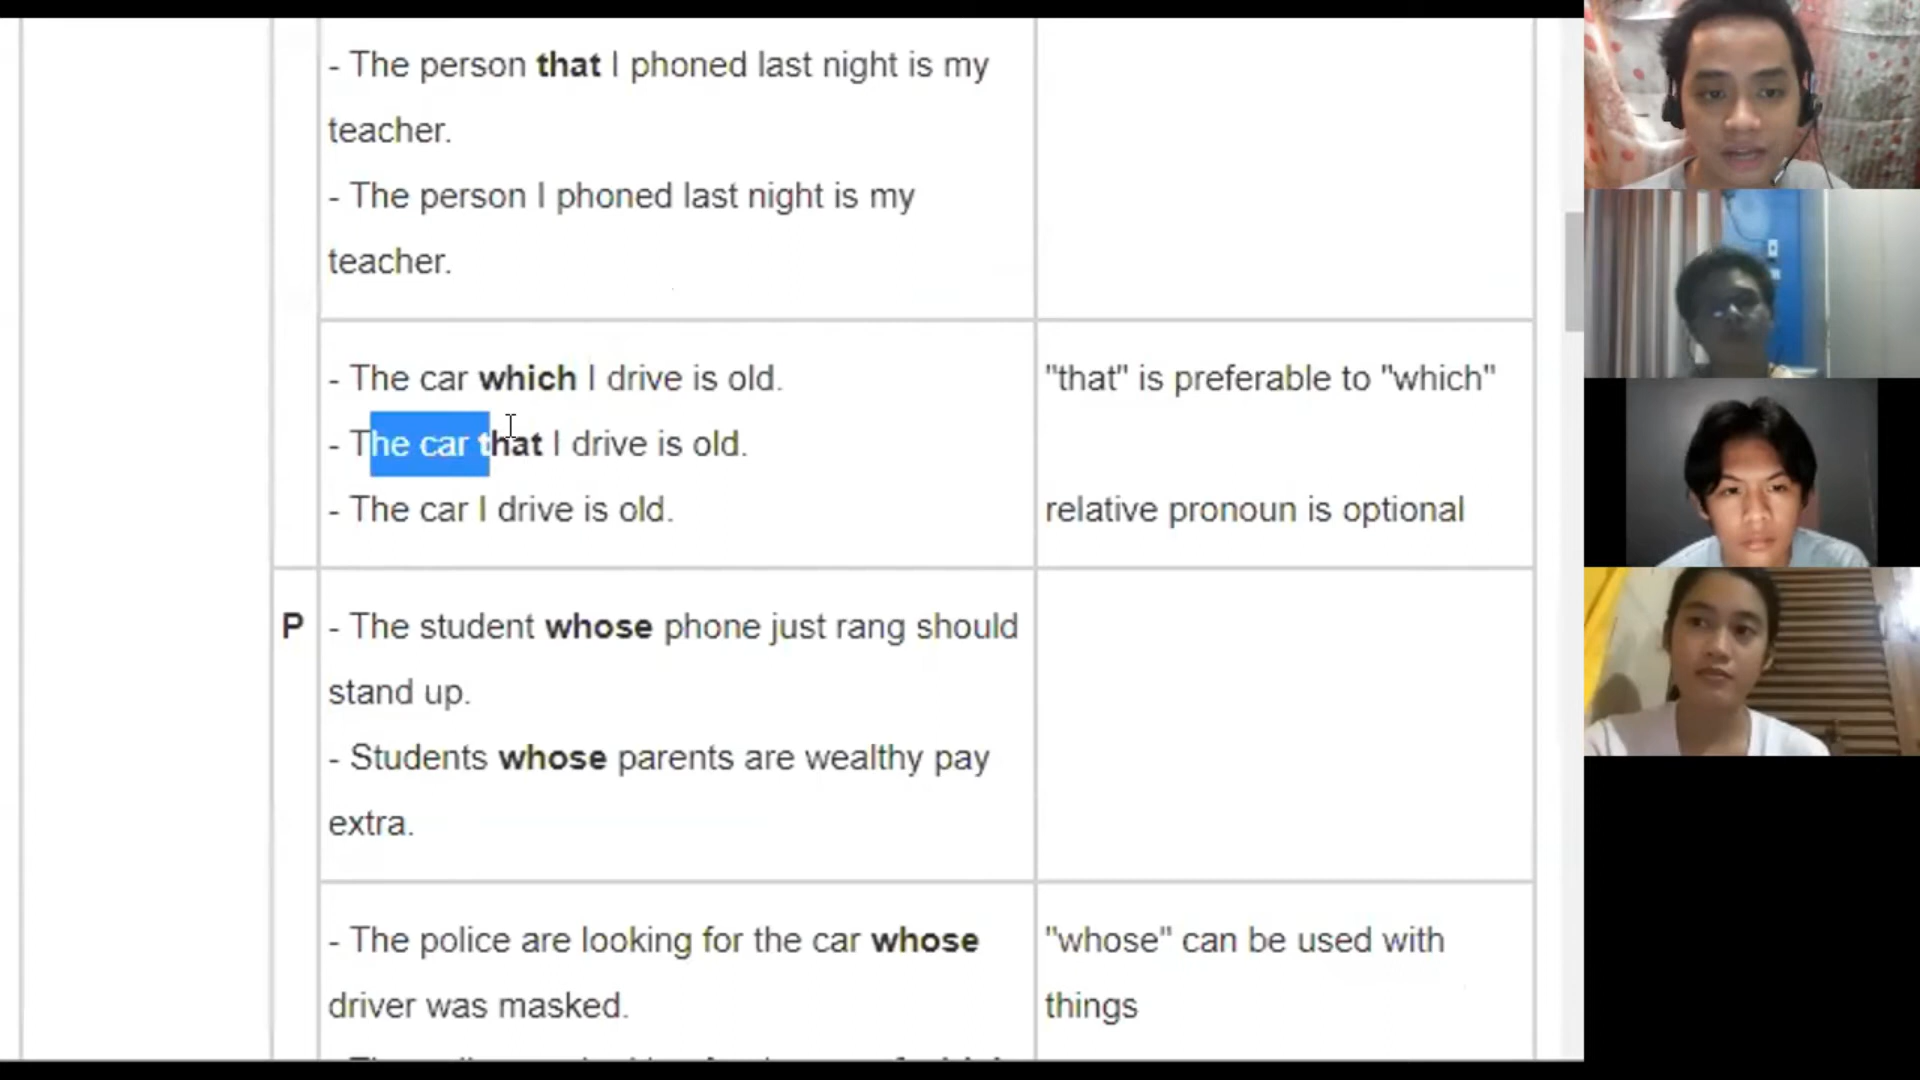 - The person that I phoned last night is my
teacher.
- The person I phoned last night is my
teacher.
- The car which I drive is old.
"that" is preferable to "which"
- The car that I drive is old.
- The car I drive is old.
relative pronoun is optional
P
- The student whose phone just rang should
stand up.
- Students whose parents are wealthy pay
extra.
- The police are looking for the car whose
driver was masked.
"whose" can be used with
things